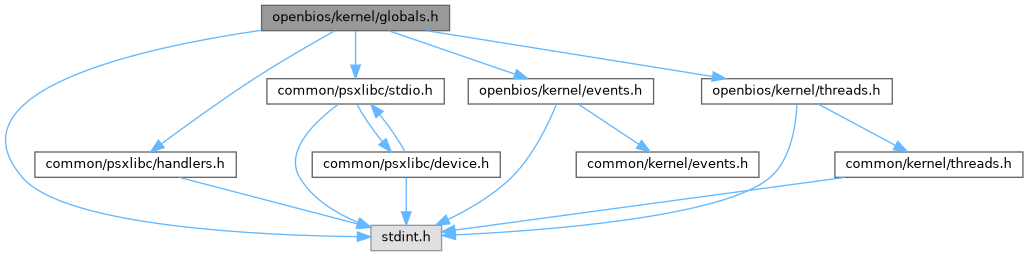 openbios/kernel/globals.h
common/psxlibc/stdio.h
openbios/kernel/events.h
openbios/kernel/threads.h
common/psxlibc/handlers.h
common/psxlibc/device.h
common/kernel/events.h
common/kernel/threads.h
stdint.h